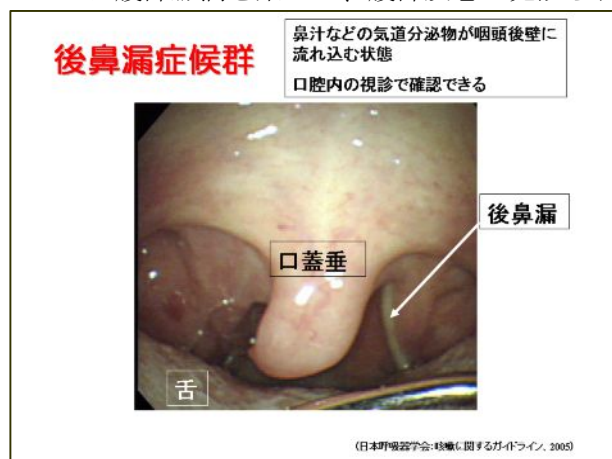 後鼻漏症候群
鼻汁などの気道分泌物が咽頭後壁に
流れ込む状態
口腔内の視診で確認できる
後鼻漏
口蓋垂
舌
(日本呼吸器学会:咳嗽に関するガイドライン、2005)